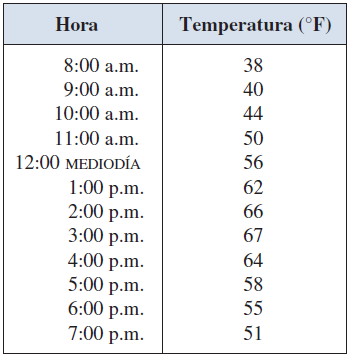 Hora Temperatura (°F)
8:00 a.m. 38
9:00 a.m. 40
10:00 a.m. 44
11:00 a.m. 50
12:00 MEDIODÍA 56
1:00 p.m. 62
2:00 p.m. 66
3:00 p.m. 67
4:00 p.m. 64
5:00 p.m. 58
6:00 p.m. 55
7:00 p.m. 51